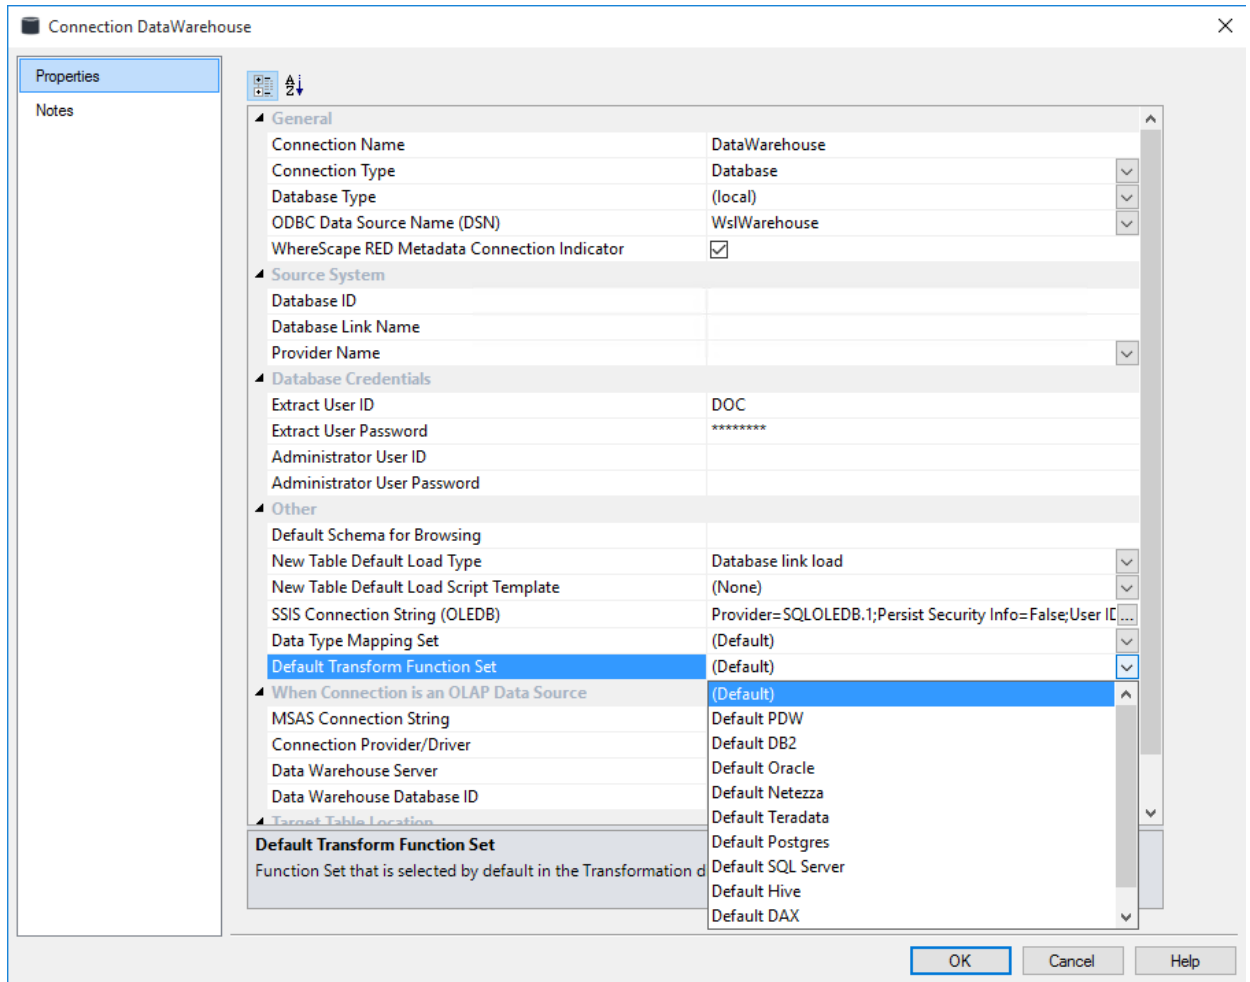 Connection DataWarehouse
Properties
Notes
General
Connection Name DataWarehouse
Connection Type Database
Database Type (local)
ODBC Data Source Name (DSN) WslWarehouse
WhereScape RED Metadata Connection Indicator
Source System
Database ID
Database Link Name
Provider Name
Database Credentials
Extract User ID DOC
Extract User Password ********
Administrator User ID
Administrator User Password
Other
Default Schema for Browsing
New Table Default Load Type Database link load
New Table Default Load Script Template (None)
SSIS Connection String (OLEDB) Provider=SQLOLEDB.1;Persist Security Info=False;User ID ...
Data Type Mapping Set (Default)
Default Transform Function Set (Default)
When Connection is an OLAP Data Source (Default)
MSAS Connection String Default PDW
Connection Provider/Driver Default DB2
Data Warehouse Server Default Oracle
Data Warehouse Database ID Default Netezza
Target Table Location Default Teradata
Default Transform Function Set Default Postgres
Function Set that is selected by default in the Transformation d Default SQL Server
Default Hive
Default DAX
OK Cancel Help